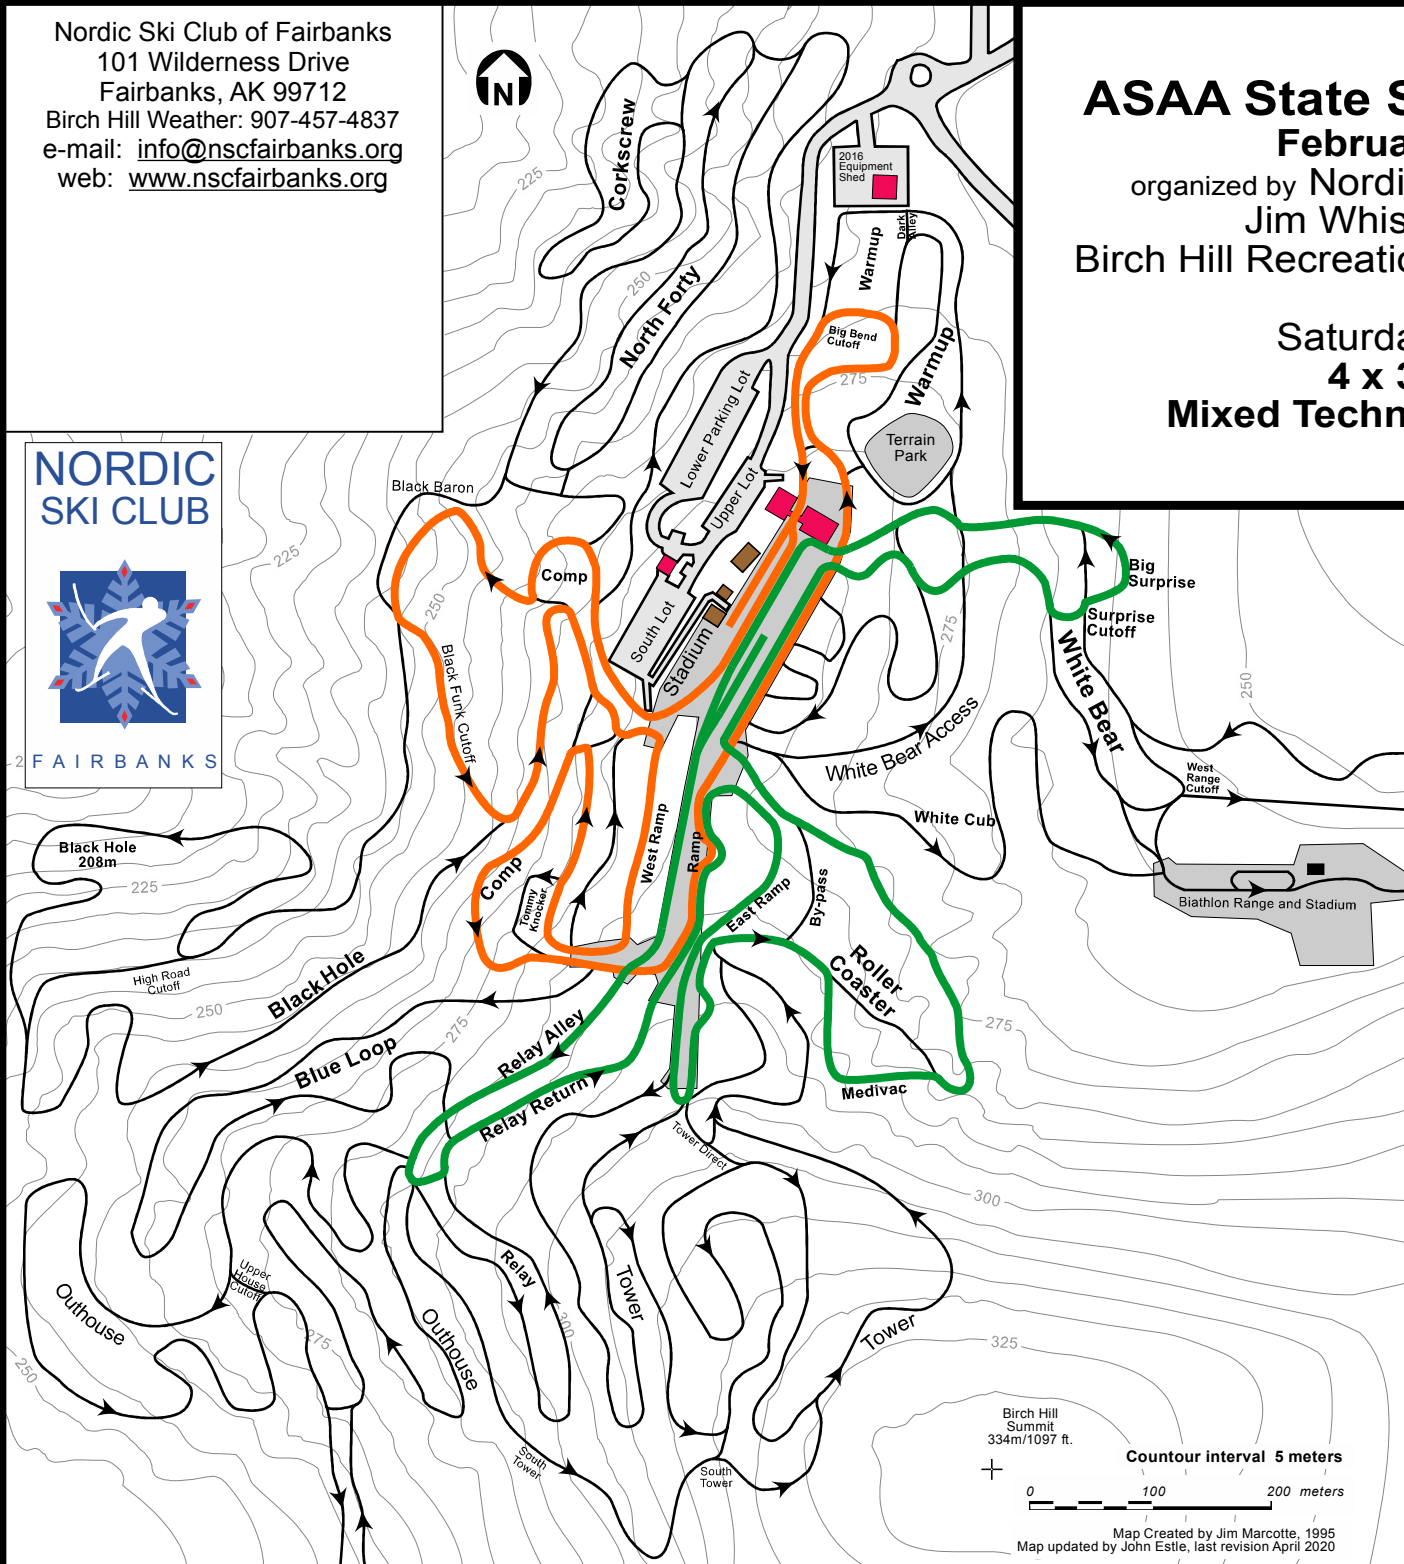 Nordic Ski Club of Fairbanks
101 Wilderness Drive
Fairbanks, AK 99712
Birch Hill Weather: 907-457-4837
e-mail: info@nscfairbanks.org
web: www.nscfairbanks.org
N
ASAA State S
Februa
organized by Nordi
Jim Whis
Birch Hill Recreatio
Saturda
4 x 3
Mixed Techn
NORDIC
SKI CLUB
FAIRBANKS
2016
Equipment
Shed
Dark
Alley
Warmup
Corkscrew
225
250
North Forty
Big Bend
Cutoff
275
Warmup
Lower Parking Lot
Terrain
Park
Upper Lot
Black Baron
225
250
Comp
Big
Surprise
Surprise
Cutoff
South Lot
Stadium
275
White Bear
250
Black Funk Cutoff
White Bear Access
West
Range
Cutoff
2
White Cub
Black Hole
208m
225
Comp
West Ramp
Ramp
Tommy
Knocker
East Ramp
By-pass
Biathlon Range and Stadium
Roller
Coaster
High Road
Cutoff
Black Hole
250
275
275
Blue Loop
Relay Alley
Relay Return
Medivac
Tower Direct
300
Upper
House
Cutoff
Relay
Outhouse
Outhouse
Tower
300
Tower
275
250
325
Birch Hill
Summit
334m/1097 ft.
South
Tower
South
Tower
Countour interval 5 meters
0 100 200 meters
Map Created by Jim Marcotte, 1995
Map updated by John Estle, last revision April 2020